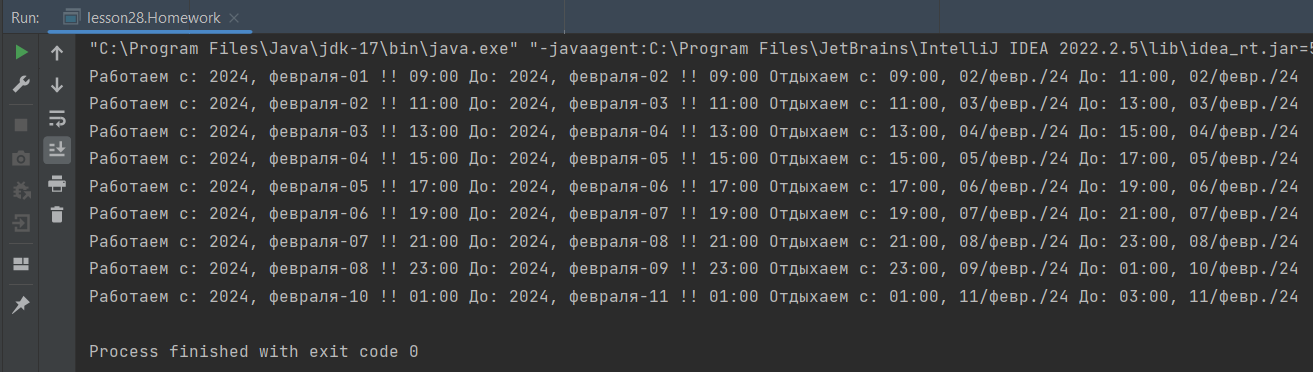 Run: lesson28.Homework
"C:\Program Files\Java\jdk-17\bin\java.exe" "-javaagent:C:\Program Files\JetBrains\IntelliJ IDEA 2022.2.5\lib\idea_rt.jar=5
Работаем с: 2024, февраля-01 !! 09:00 До: 2024, февраля-02 !! 09:00 Отдыхаем с: 09:00, 02/февр./24 До: 11:00, 02/февр./24
Работаем с: 2024, февраля-02 !! 11:00 До: 2024, февраля-03 !! 11:00 Отдыхаем с: 11:00, 03/февр./24 До: 13:00, 03/февр./24
Работаем с: 2024, февраля-03 !! 13:00 До: 2024, февраля-04 !! 13:00 Отдыхаем с: 13:00, 04/февр./24 До: 15:00, 04/февр./24
Работаем с: 2024, февраля-04 !! 15:00 До: 2024, февраля-05 !! 15:00 Отдыхаем с: 15:00, 05/февр./24 До: 17:00, 05/февр./24
Работаем с: 2024, февраля-05 !! 17:00 До: 2024, февраля-06 !! 17:00 Отдыхаем с: 17:00, 06/февр./24 До: 19:00, 06/февр./24
Работаем с: 2024, февраля-06 !! 19:00 До: 2024, февраля-07 !! 19:00 Отдыхаем с: 19:00, 07/февр./24 До: 21:00, 07/февр./24
Работаем с: 2024, февраля-07 !! 21:00 До: 2024, февраля-08 !! 21:00 Отдыхаем с: 21:00, 08/февр./24 До: 23:00, 08/февр./24
Работаем с: 2024, февраля-08 !! 23:00 До: 2024, февраля-09 !! 23:00 Отдыхаем с: 23:00, 09/февр./24 До: 01:00, 10/февр./24
Работаем с: 2024, февраля-10 !! 01:00 До: 2024, февраля-11 !! 01:00 Отдыхаем с: 01:00, 11/февр./24 До: 03:00, 11/февр./24
Process finished with exit code 0